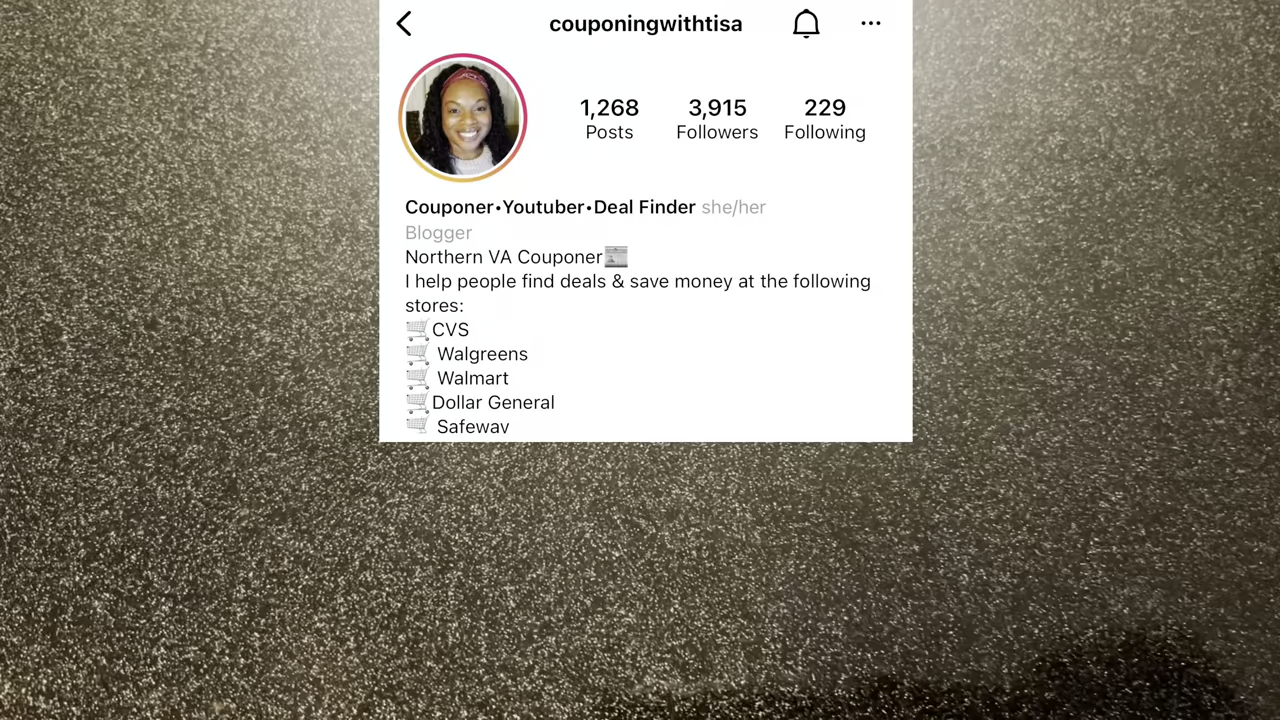 couponingwithtisa
1,268 3,915 229
Posts Followers Following
Couponer•Youtuber•Deal Finder she/her
Blogger
Northern VA Couponer
I help people find deals & save money at the following
stores:
CVS
Walgreens
Walmart
Dollar General
Safeway